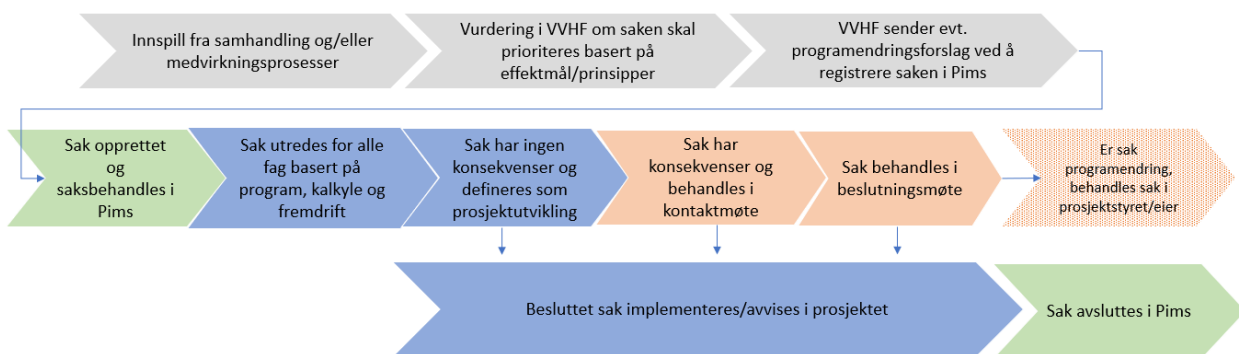 Innspill fra samhandling og/eller
medvirkningsprosesser
Vurdering i VVHF om saken skal
prioriteres basert på
effektmål/prinsipper
VVHF sender evt.
programendringsforslag ved å
registrere saken i Pims
Sak opprettet
og
saksbehandles i
Pims
Sak utredes for alle
fag basert på
program, kalkyle og
fremdrift
Sak har ingen
konsekvenser og
defineres som
prosjektutvikling
Sak har
konsekvenser og
behandles i
kontaktmøte
Sak behandles i
beslutningsmøte
Er sak
programendring,
behandles sak i
prosjektstyret/eier
Besluttet sak implementeres/avvises i prosjektet
Sak avsluttes i Pims